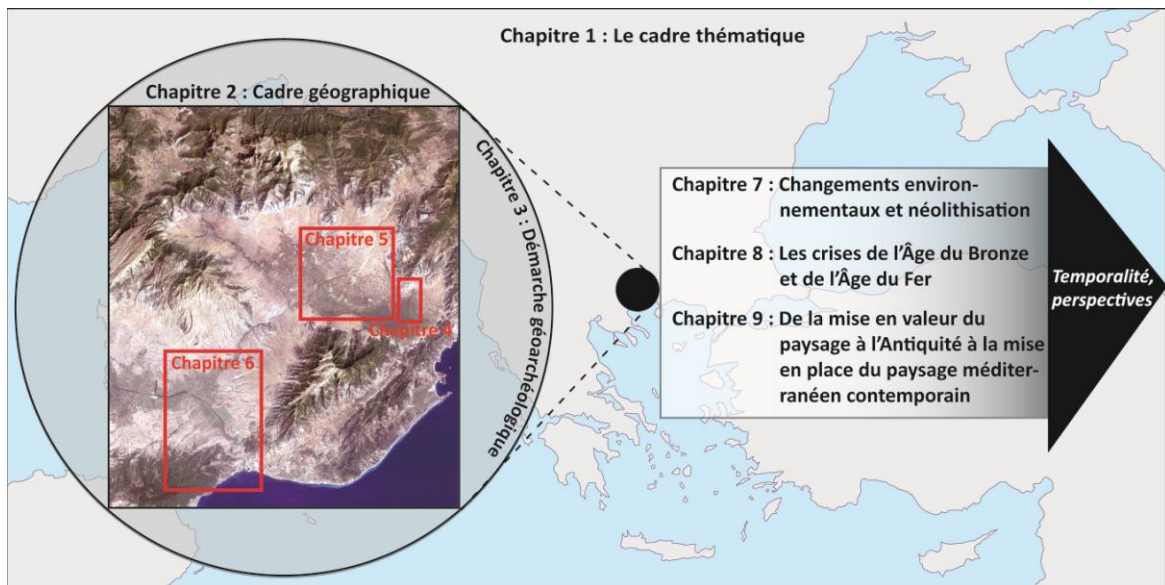 Chapitre 1 : Le cadre thématique
Chapitre 2 : Cadre géographique
Chapitre 3 : Démarche géoarchéologique
Chapitre 5
Chapitre 4
Chapitre 6
Chapitre 7 : Changements environ-
nementaux et néolithisation
Chapitre 8 : Les crises de l'Âge du Bronze
et de l'Âge du Fer
Chapitre 9 : De la mise en valeur du
paysage à l'Antiquité à la mise
en place du paysage méditer-
ranéen contemporain
Temporalité,
perspectives